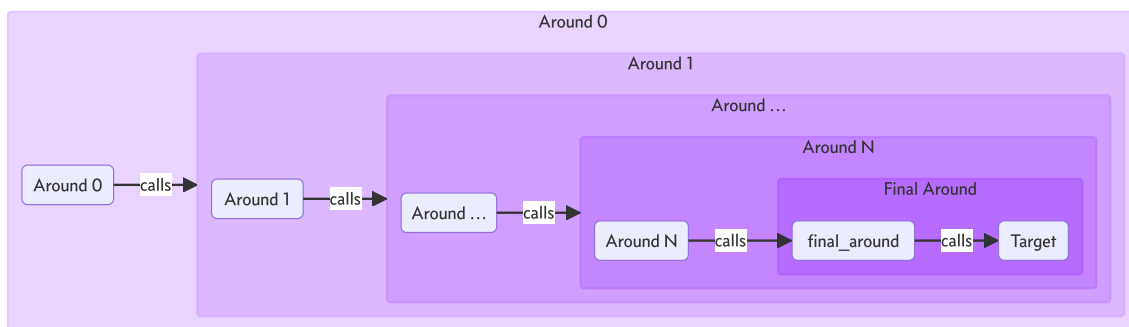 Around 0
Around 1
Around ...
Around N
Final Around
Around 0
calls
Around 1
calls
Around ...
calls
Around N
calls
final_around
calls
Target